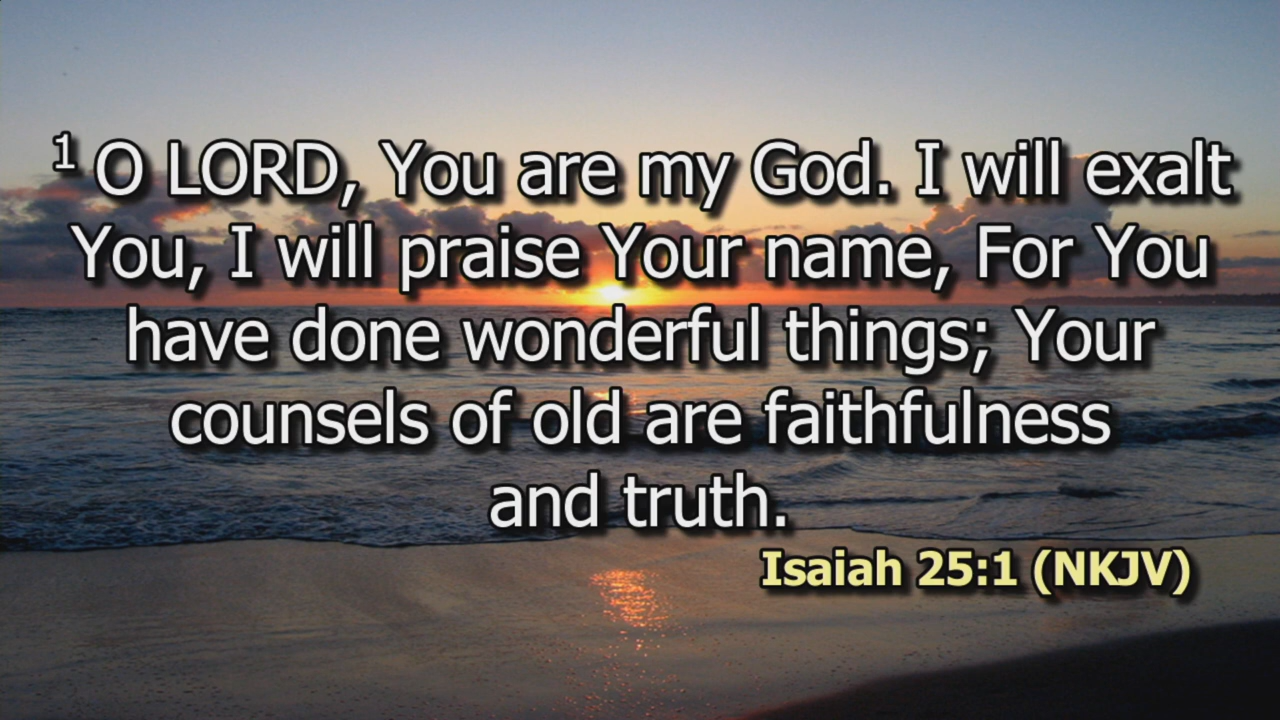 1 O LORD, You are my God. I will exalt
You, I will praise Your name, For You
have done wonderful things; Your
counsels of old are faithfulness
and truth.
Isaiah 25:1 (NKJV)